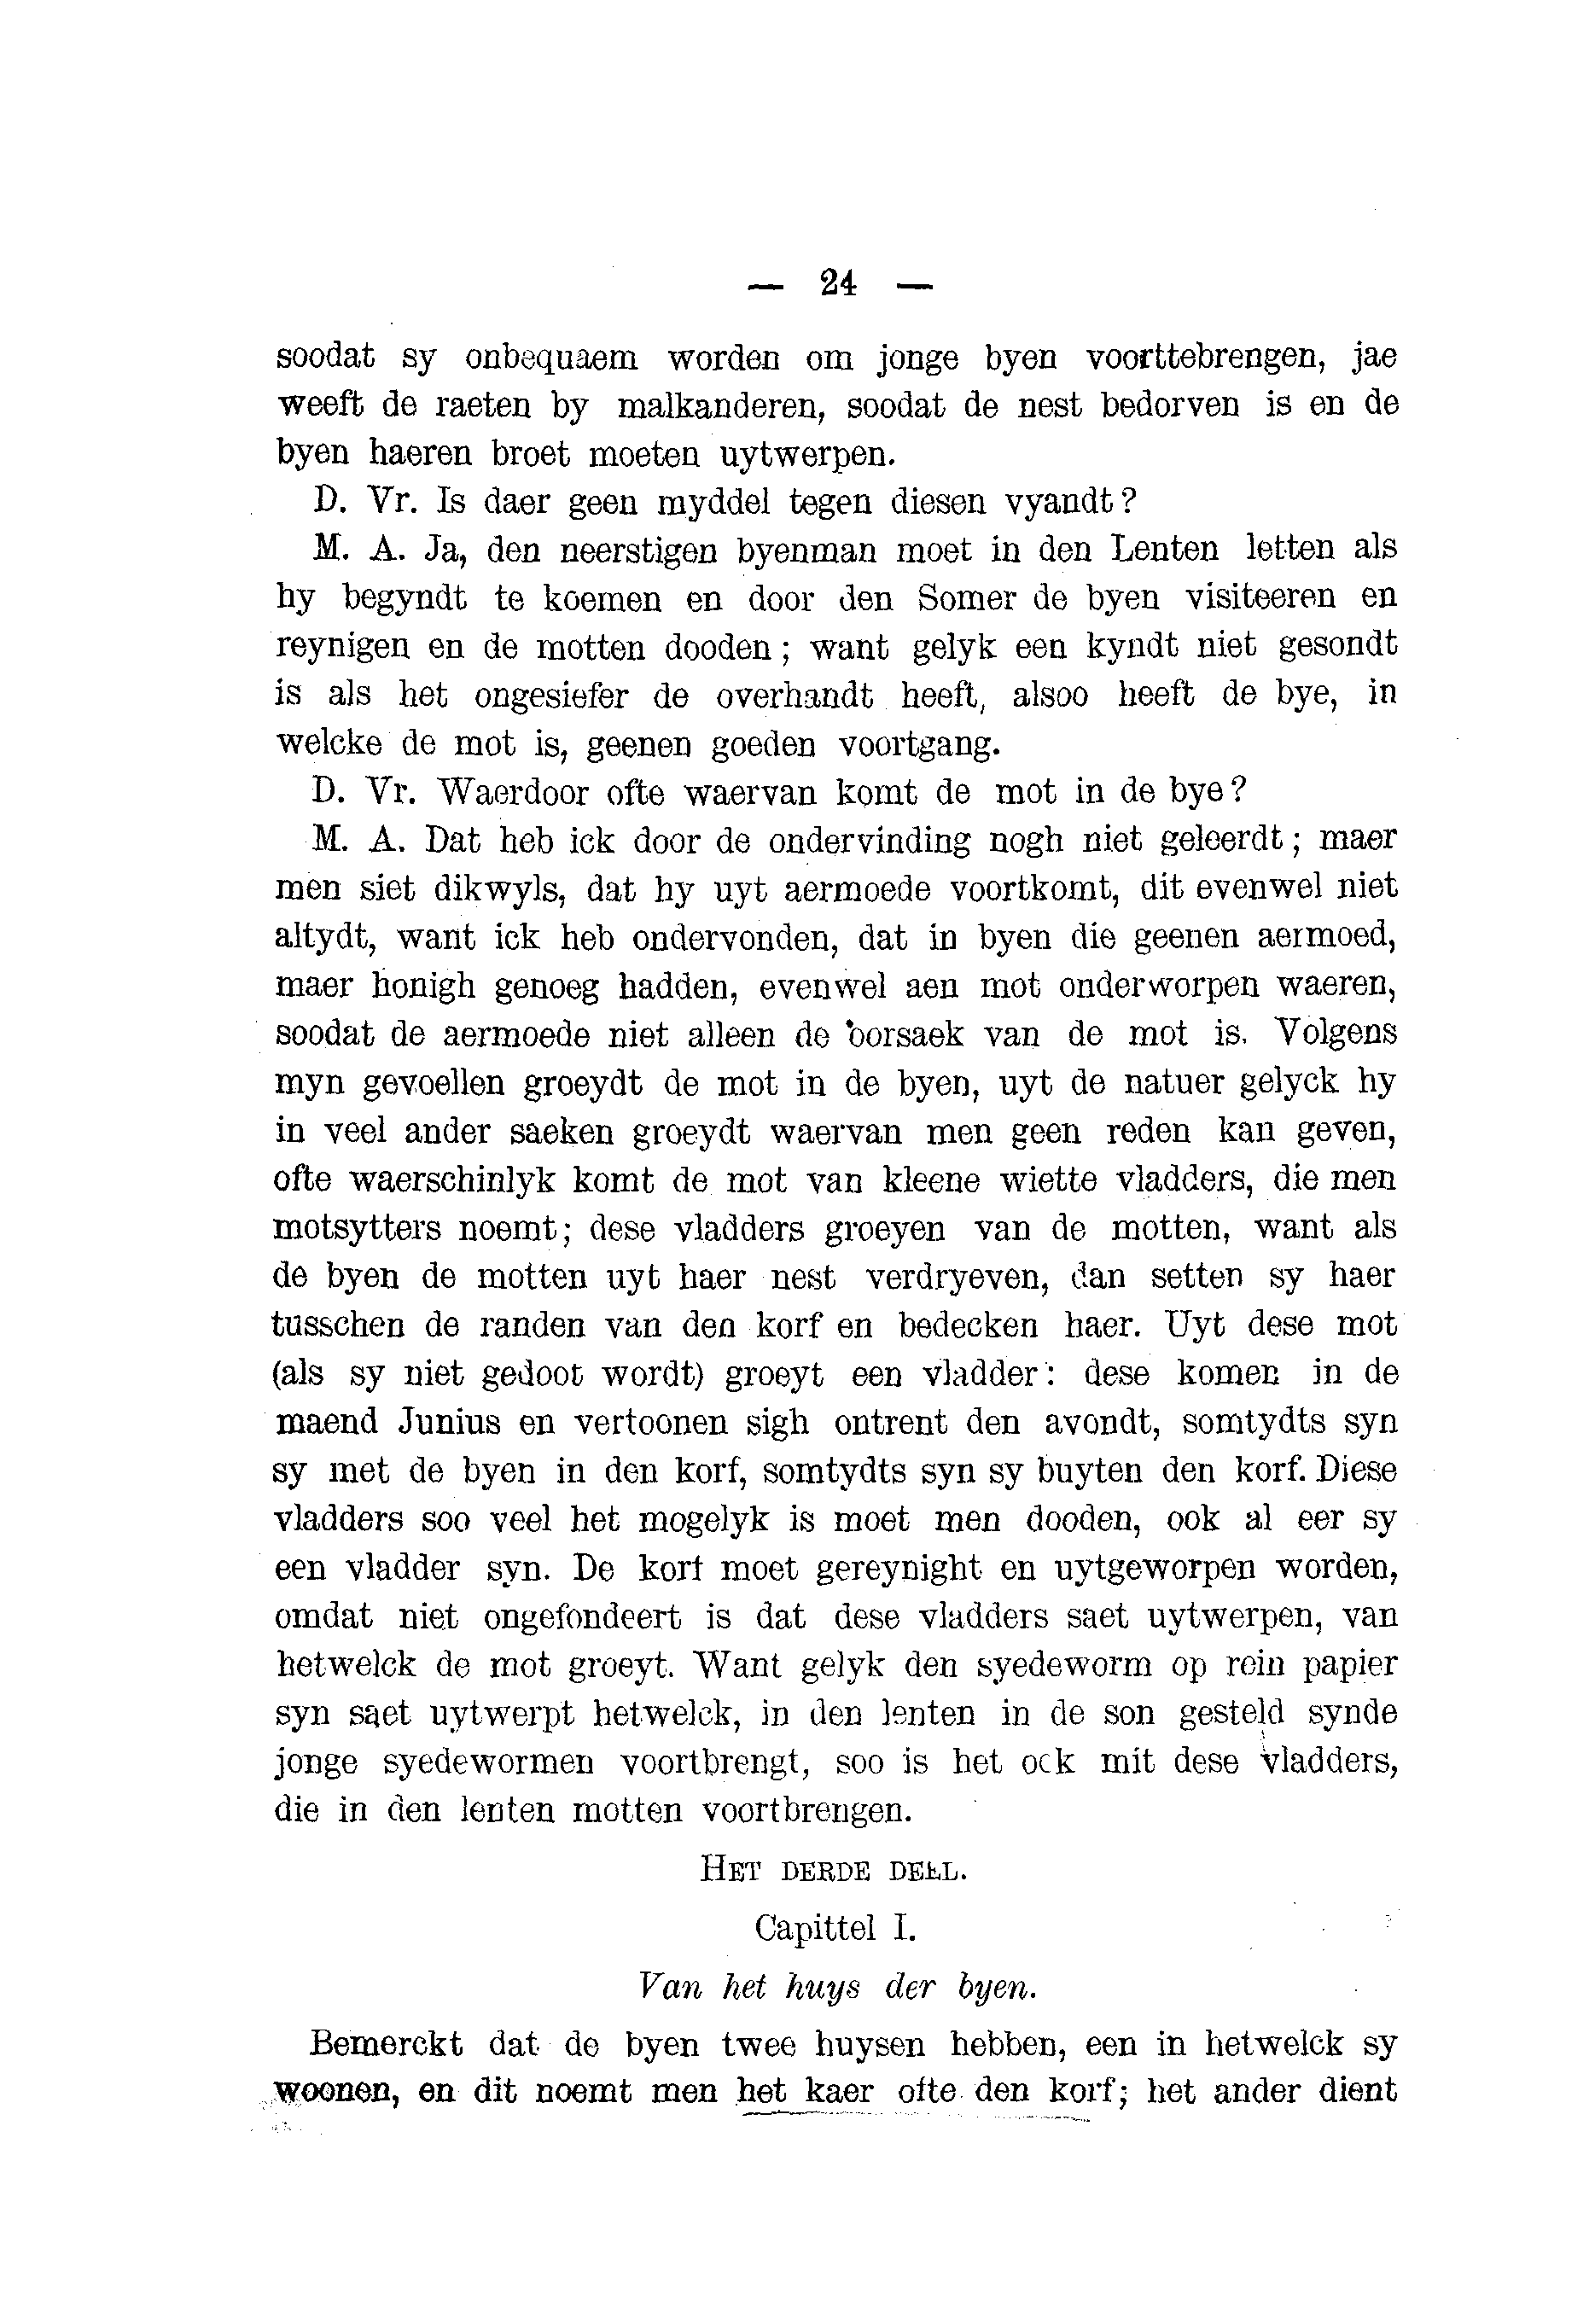 — 24 —
soodat sy onbequaem worden om jonge byen voorttebrengen, jae
weeft de raeten by malkanderen, soodat de nest bedorven is en de
byen haeren broet moeten uytwerpen.
D. Vr. Is daer geen myddel tegen diesen vyandt?
M. A. Ja, den neerstigen byenman moet in den Lenten letten als
hy begyndt te koemen en door den Somer de byen visiteeren en
reynigen en de motten dooden; want gelyk een kyndt niet gesondt
is als het ongesiefer de overhandt heeft, alsoo heeft de bye, in
welcke de mot is, geenen goeden voortgang.
D. Vr. Waerdoor ofte waervan komt de mot in de bye?
M. A. Dat heb ick door de ondervinding nogh niet geleerdt; maer
men siet dikwyls, dat hy uyt aermoede voortkomt, dit evenwel niet
altydt, want ick heb ondervonden, dat in byen die geenen aermoed,
maer honigh genoeg hadden, evenwel aen mot onderworpen waeren,
soodat de aermoede niet alleen de oorsaek van de mot is. Volgens
myn gevoellen groeydt de mot in de byen, uyt de natuer gelyck hy
in veel ander saeken groeydt waervan men geen reden kan geven,
ofte waerschinlyk komt de mot van kleene wiette vladders, die men
motsytters noemt; dese vladders groeyen van de motten, want als
de byen de motten uyt haer nest verdryeven, dan setten sy haer
tusschen de randen van den korf en bedecken haer. Uyt dese mot
(als sy niet gedoot wordt) groeyt een vladder: dese komen in de
maend Junius en vertoonen sigh ontrent den avondt, somtydts syn
sy met de byen in den korf, somtydts syn sy buyten den korf. Diese
vladders soo veel het mogelyk is moet men dooden, ook al eer sy
een vladder syn. De korf moet gereynight en uytgeworpen worden,
omdat niet ongefondeert is dat dese vladders saet uytwerpen, van
hetwelck de mot groeyt. Want gelyk den syedeworm op rein papier
syn saet uytwerpt hetwelck, in den lenten in de son gesteld synde
jonge syedewormen voortbrengt, soo is het ock mit dese vladders,
die in den lenten motten voortbrengen.
HET DERDE DEEL.
Capittel I.
Van het huys der byen.
Bemerckt dat de byen twee huysen hebben, een in hetwelck sy
woonen, en dit noemt men het kaer ofte den korf; het ander dient